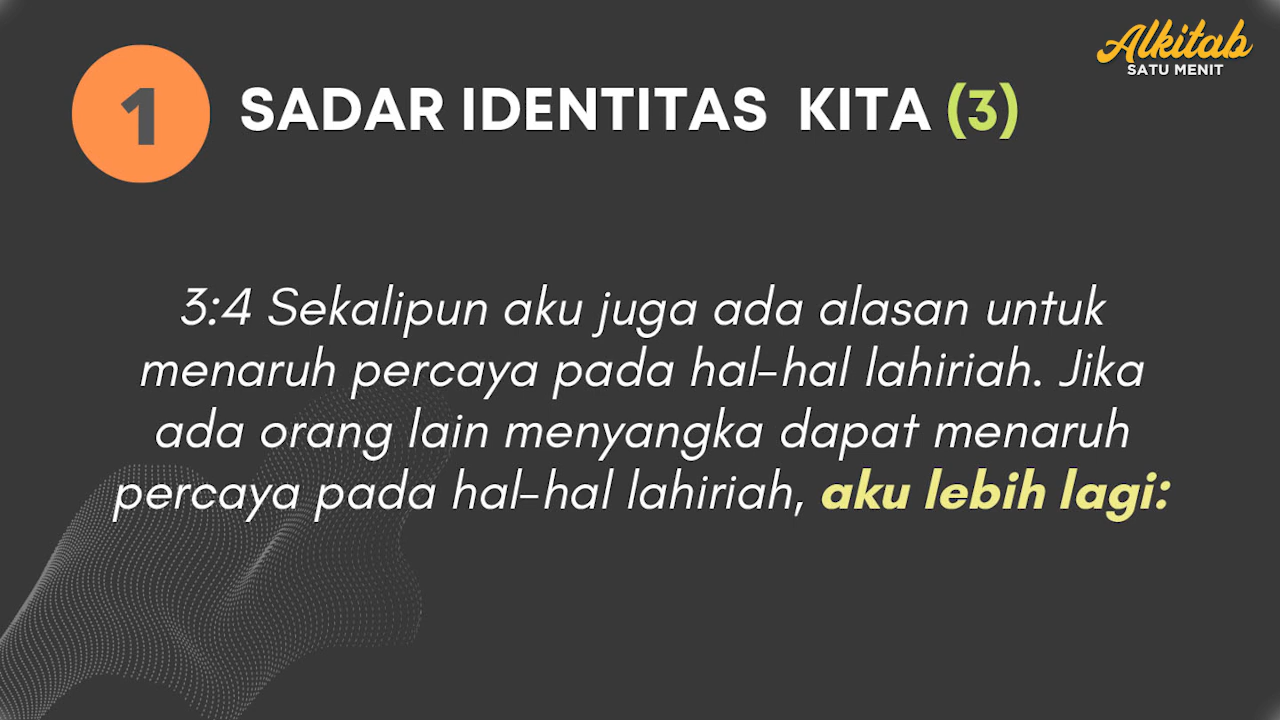 Alkitab
SATU MENIT
1
SADAR IDENTITAS KITA (3)
3:4 Sekalipun aku juga ada alasan untuk
menaruh percaya pada hal-hal lahiriah. Jika
ada orang lain menyangka dapat menaruh
percaya pada hal-hal lahiriah, aku lebih lagi: